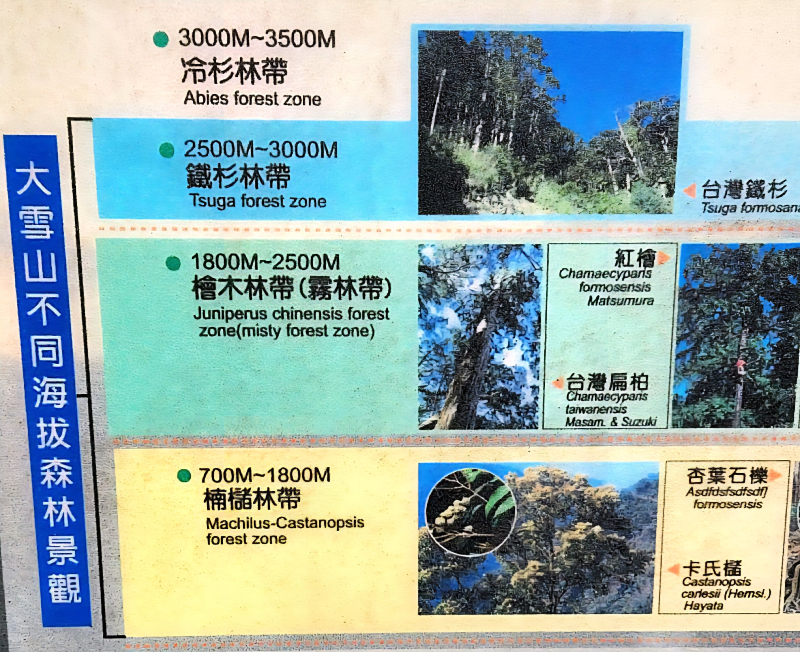 大雪山不同海拔森林景觀
3000M~3500M
冷杉林帶
Abies forest zone
2500M~3000M
鐵杉林帶
Tsuga forest zone
台灣鐵杉
Tsuga formosana
1800M~2500M
檜木林帶(霧林帶)
Juniperus chinensis forest
zone(misty forest zone)
紅檜
Chamaecyparis
formosensis
Matsumura
台灣扁柏
Chamaecyparis
taiwanensis
Masam. & Suzuki
700M~1800M
楠櫧林帶
Machilus-Castanopsis
forest zone
杏葉石櫟
Asdfdsfsdfsdf]
formosensis
卡氏櫧
Castanopsis
carlesii (Hemsl.)
Hayata